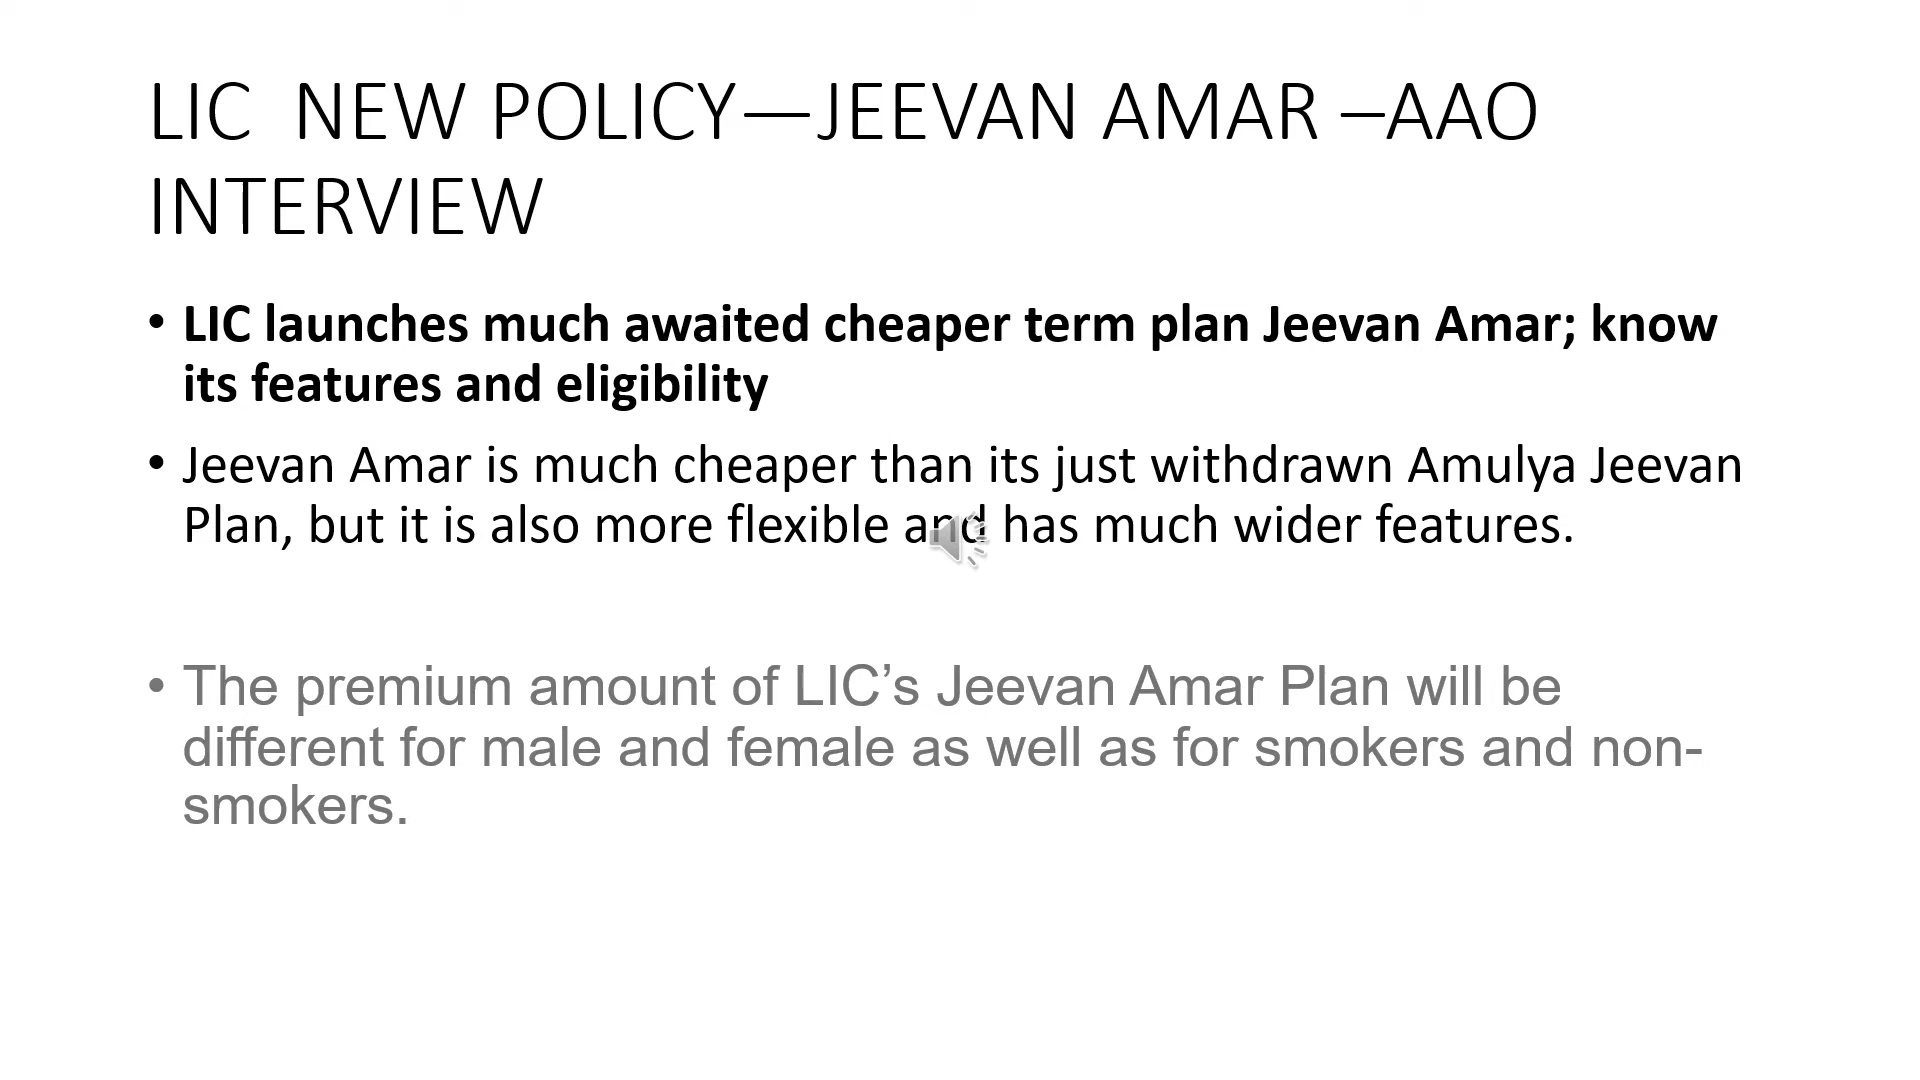 LIC  NEW POLICY—JEEVAN AMAR –AAO
INTERVIEW
• LIC launches much awaited cheaper term plan Jeevan Amar; know
its features and eligibility
• Jeevan Amar is much cheaper than its just withdrawn Amulya Jeevan
Plan, but it is also more flexible and has much wider features.
• The premium amount of LIC’s Jeevan Amar Plan will be
different for male and female as well as for smokers and non-
smokers.